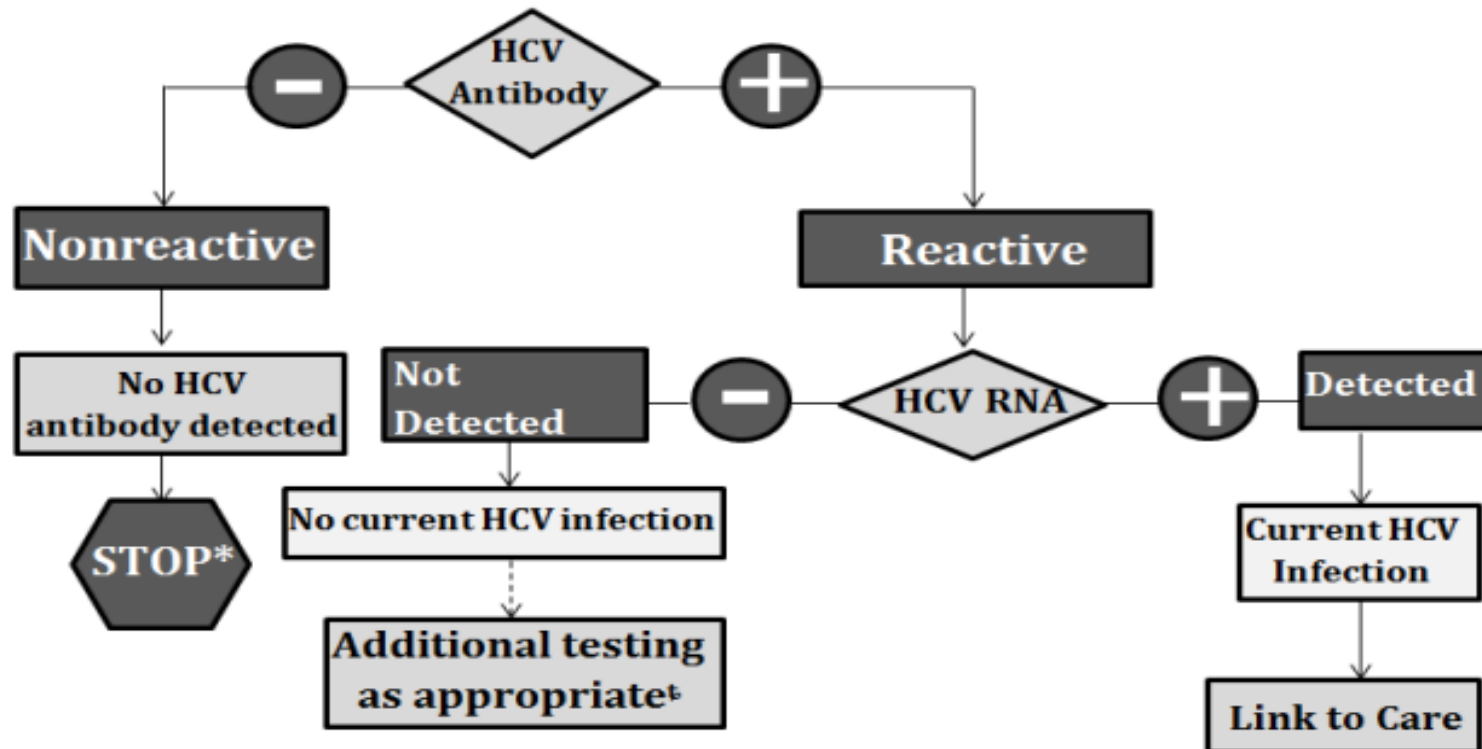 HCV
Antibody
Nonreactive
Reactive
No HCV
antibody detected
Not
Detected
HCV RNA
Detected
STOP*
No current HCV infection
Current HCV
Infection
Additional testing
as appropriateŧ
Link to Care